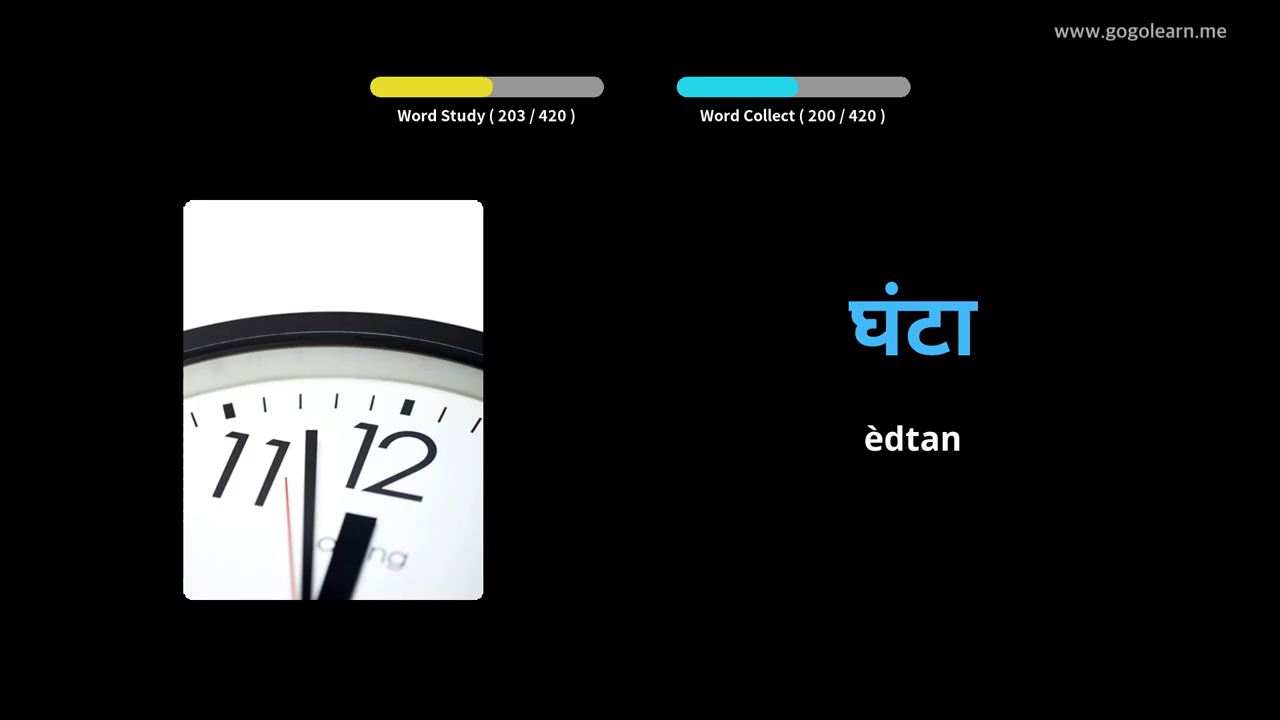 www.gogolearn.me
Word Study ( 203 / 420 )
Word Collect ( 200 / 420 )
घंटा
èdtan
11
12